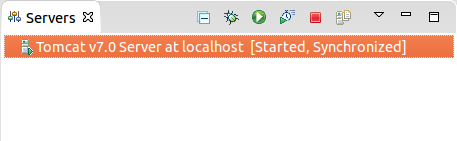 Servers
Tomcat v7.0 Server at localhost [Started, Synchronized]